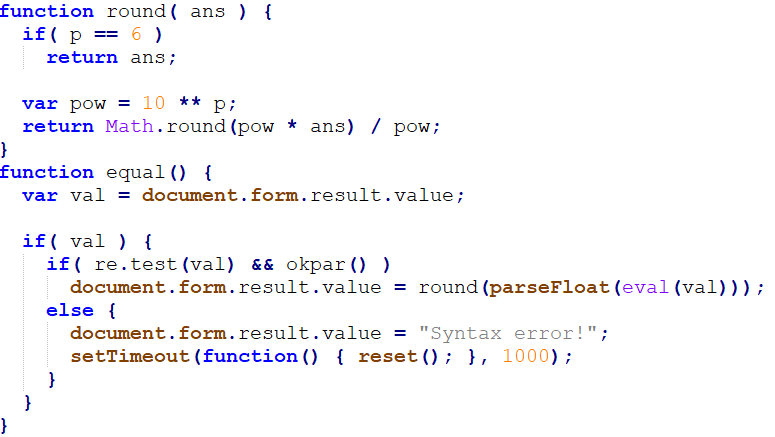 function round( ans ) {
  if( p == 6 )
    return ans;

  var pow = 10 ** p;
  return Math.round(pow * ans) / pow;
}
function equal() {
  var val = document.form.result.value;

  if( val ) {
    if( re.test(val) && okpar() )
      document.form.result.value = round(parseFloat(eval(val)));
    else {
      document.form.result.value = "Syntax error!";
      setTimeout(function() { reset(); }, 1000);
    }
  }
}